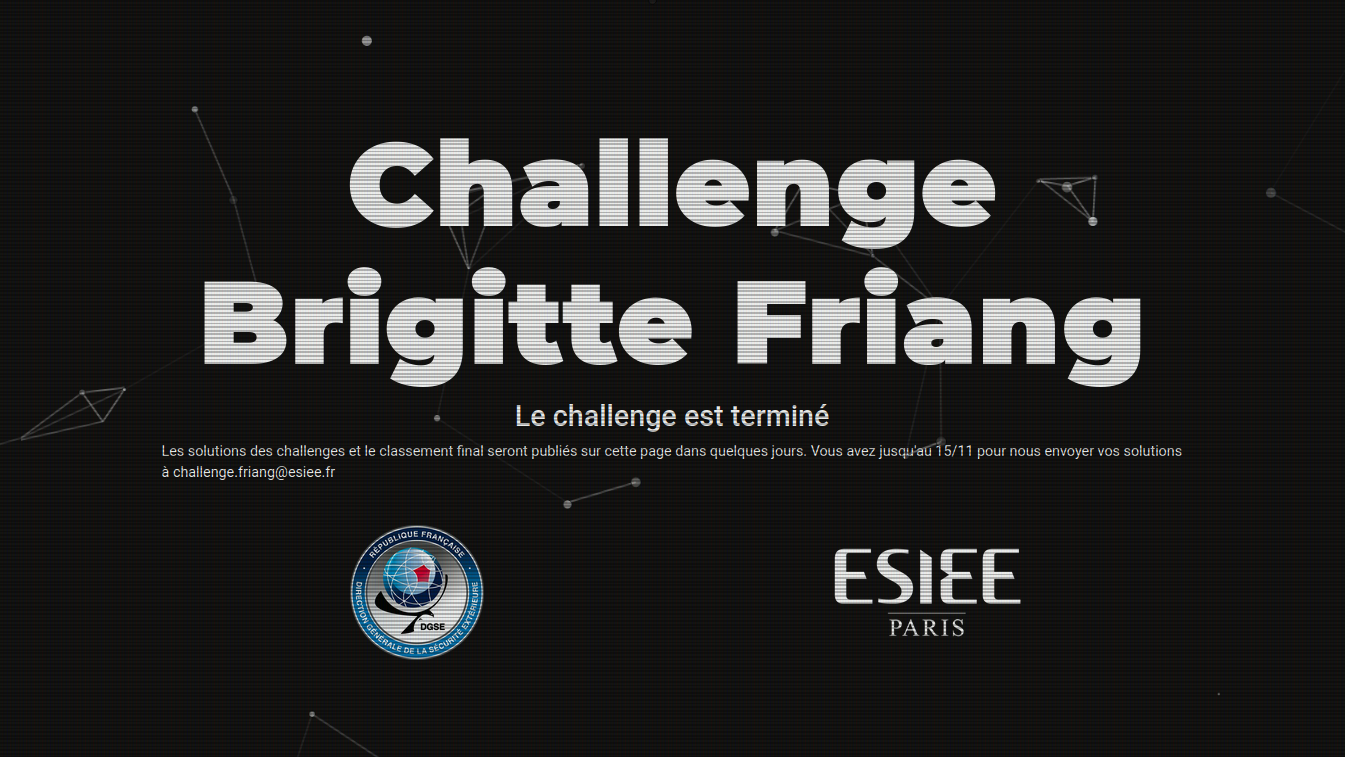 Challenge
Brigitte Friang
Le challenge est terminé
Les solutions des challenges et le classement final seront publiés sur cette page dans quelques jours. Vous avez jusqu'au 15/11 pour nous envoyer vos solutions
à challenge.friang@esiee.fr
RÉPUBLIQUE FRANÇAISE
DGSE
DIRECTION GÉNÉRALE DE LA SÉCURITÉ EXTÉRIEURE
ESIEE
PARIS